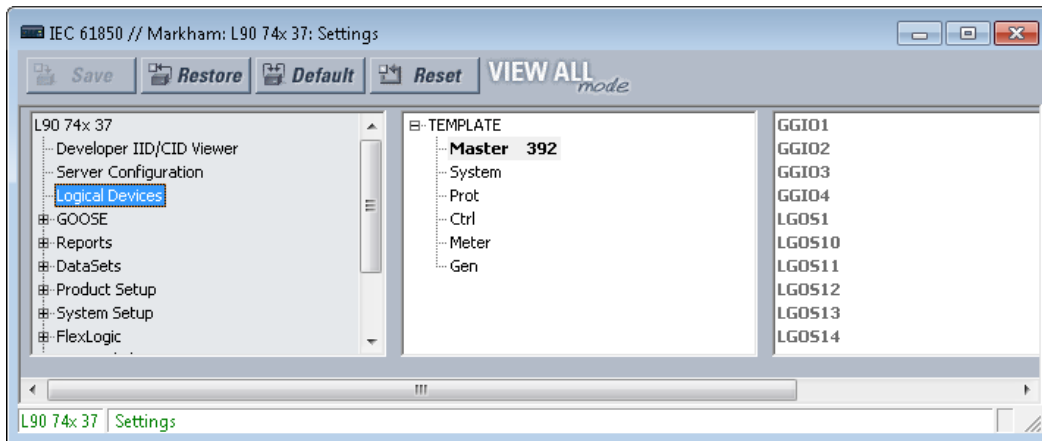 IEC 61850 // Markham: L90 74x 37: Settings
Save Restore Default Reset VIEW ALL mode
L90 74x 37
Developer IID/CID Viewer
Server Configuration
Logical Devices
GOOSE
Reports
DataSets
Product Setup
System Setup
FlexLogic
TEMPLATE
Master 392
System
Prot
Ctrl
Meter
Gen
GGIO1
GGIO2
GGIO3
GGIO4
LGOS1
LGOS10
LGOS11
LGOS12
LGOS13
LGOS14
L90 74x 37 Settings